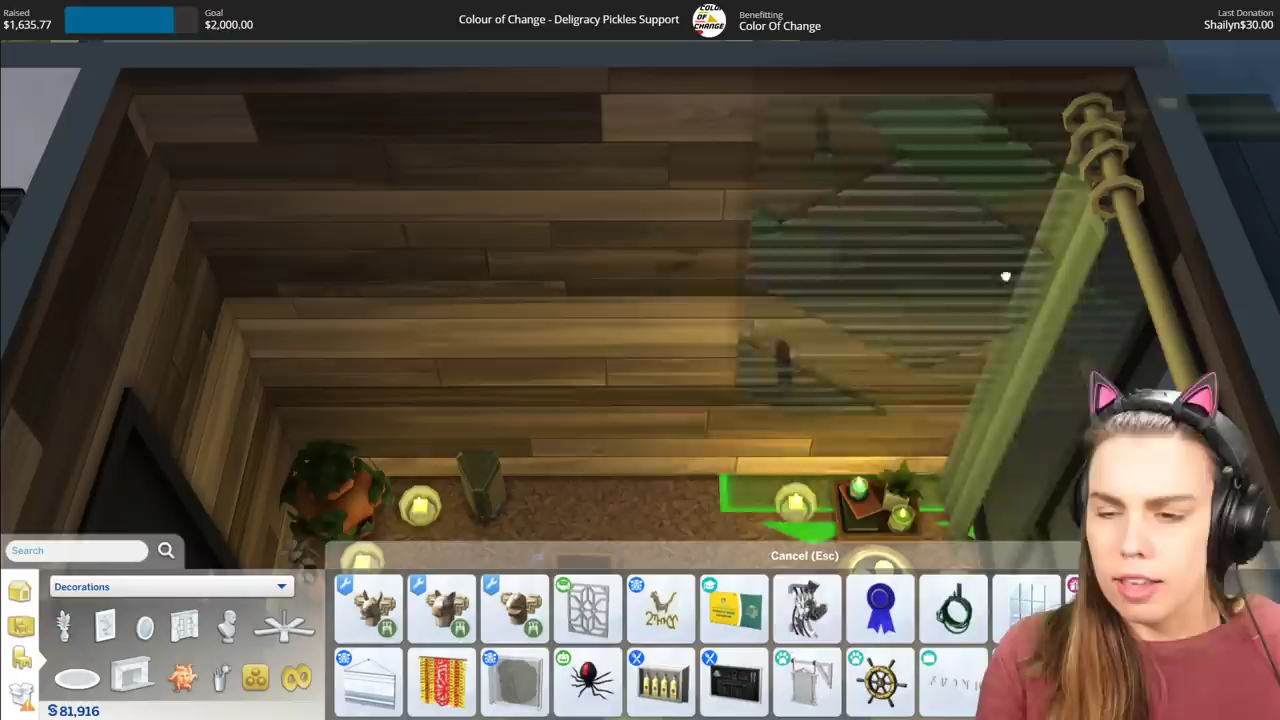 Raised
$1,635.77
Goal
$2,000.00
Colour of Change - Deligracy Pickles Support
COLOR OF CHANGE
Benefitting
Color Of Change
Last Donation
Shailyn$30.00
Search
Cancel (Esc)
Decorations
§81,916